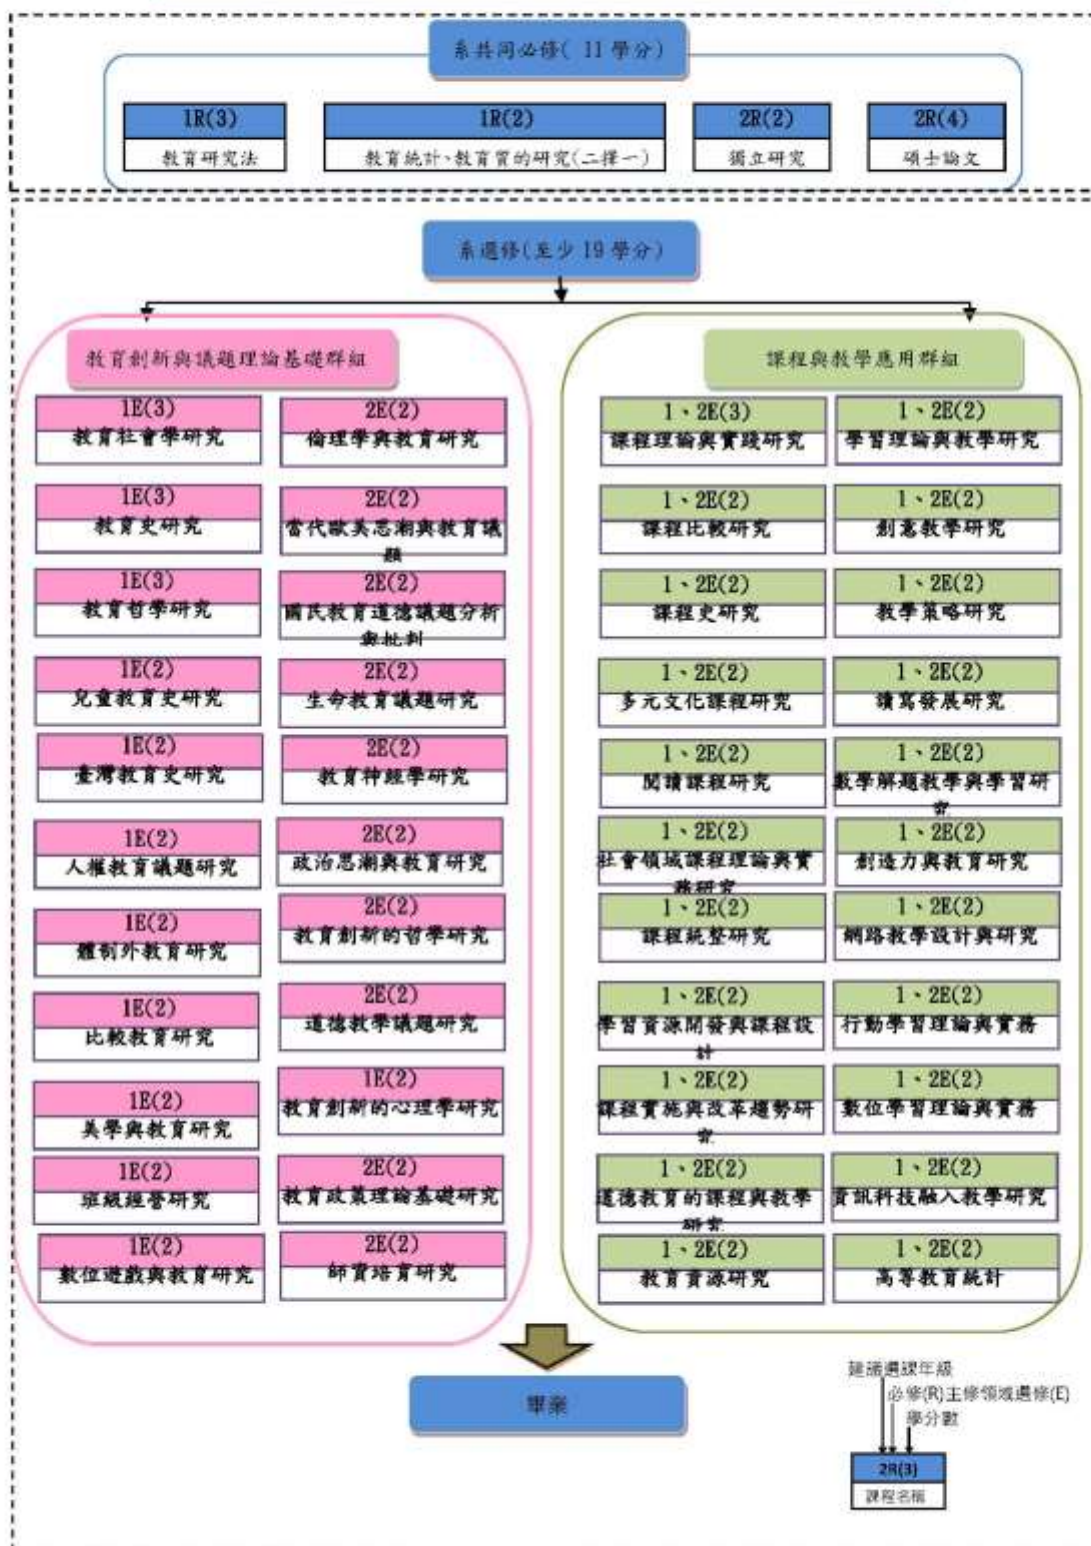 系共同必修( 11 學分)
1R(3)
教育研究法
1R(2)
教育統計、教育質的研究(二擇一)
2R(2)
獨立研究
2R(4)
碩士論文
系選修(至少 19 學分)
教育創新與議題理論基礎群組
1E(3)
教育社會學研究
2E(2)
倫理學與教育研究
1E(3)
教育史研究
2E(2)
當代歐美思潮與教育議
題
1E(3)
教育哲學研究
2E(2)
國民教育道德議題分析
與批判
1E(2)
兒童教育史研究
2E(2)
生命教育議題研究
1E(2)
臺灣教育史研究
2E(2)
教育神經學研究
1E(2)
人權教育議題研究
2E(2)
政治思潮與教育研究
1E(2)
體制外教育研究
2E(2)
教育創新的哲學研究
1E(2)
比較教育研究
2E(2)
道德教學議題研究
1E(2)
美學與教育研究
1E(2)
教育創新的心理學研究
1E(2)
班級經營研究
2E(2)
教育政策理論基礎研究
1E(2)
數位遊戲與教育研究
2E(2)
師資培育研究
課程與教學應用群組
1、2E(3)
課程理論與實踐研究
1、2E(2)
學習理論與教學研究
1、2E(2)
課程比較研究
1、2E(2)
創意教學研究
1、2E(2)
課程史研究
1、2E(2)
教學策略研究
1、2E(2)
多元文化課程研究
1、2E(2)
讀寫發展研究
1、2E(2)
閱讀課程研究
1、2E(2)
數學解題教學與學習研
究
1、2E(2)
社會領域課程理論與實
務研究
1、2E(2)
創造力與教育研究
1、2E(2)
課程統整研究
1、2E(2)
網路教學設計與研究
1、2E(2)
學習資源開發與課程設
計
1、2E(2)
行動學習理論與實務
1、2E(2)
課程實施與改革趨勢研
究
1、2E(2)
數位學習理論與實務
1、2E(2)
道德教育的課程與教學
研究
1、2E(2)
資訊科技融入教學研究
1、2E(2)
教育資源研究
1、2E(2)
高等教育統計
畢業
建議選課年級
必修(R)主修領域選修(E)
學分數
2R(3)
課程名稱